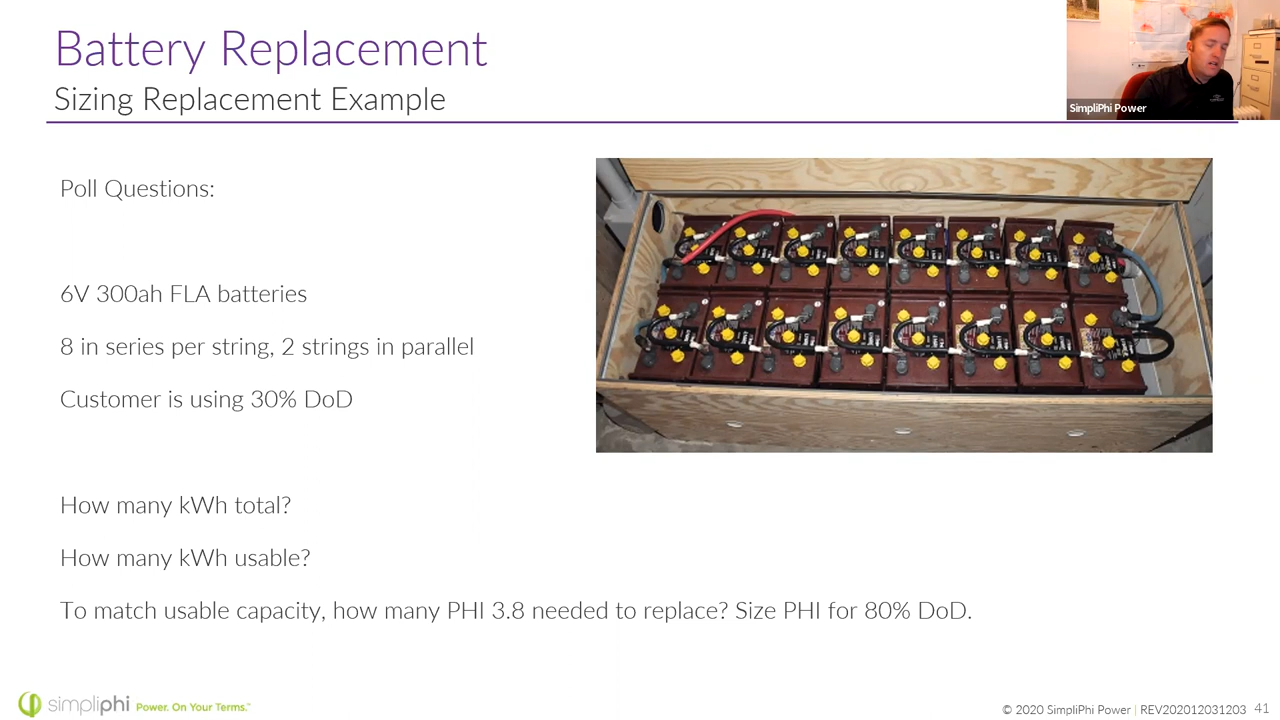 Battery Replacement
Sizing Replacement Example
SimpliPhi Power
Poll Questions:
6V 300ah FLA batteries
8 in series per string, 2 strings in parallel
Customer is using 30% DoD
How many kWh total?
How many kWh usable?
To match usable capacity, how many PHI 3.8 needed to replace? Size PHI for 80% DoD.
simpliphi Power. On Your Terms.™
© 2020 SimpliPhi Power | REV202012031203 41